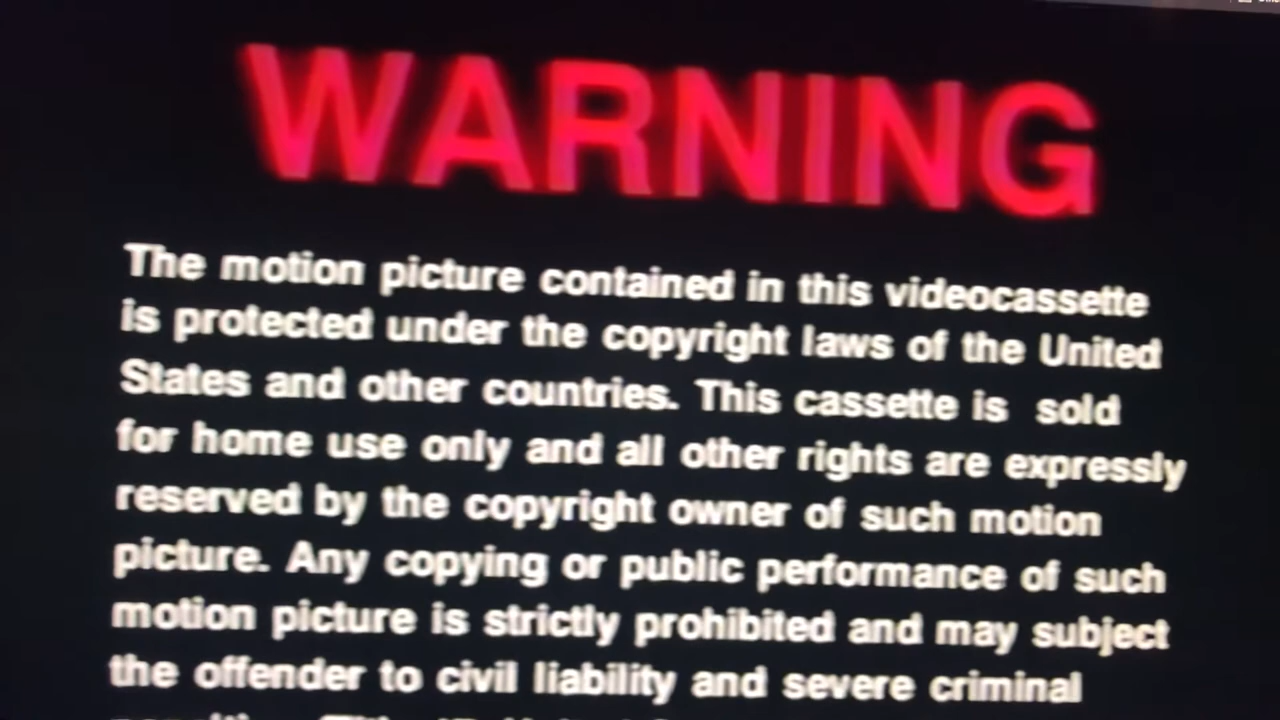 WARNING
The motion picture contained in this videocassette
is protected under the copyright laws of the United
States and other countries. This cassette is sold
for home use only and all other rights are expressly
reserved by the copyright owner of such motion
picture. Any copying or public performance of such
motion picture is strictly prohibited and may subject
the offender to civil liability and severe criminal